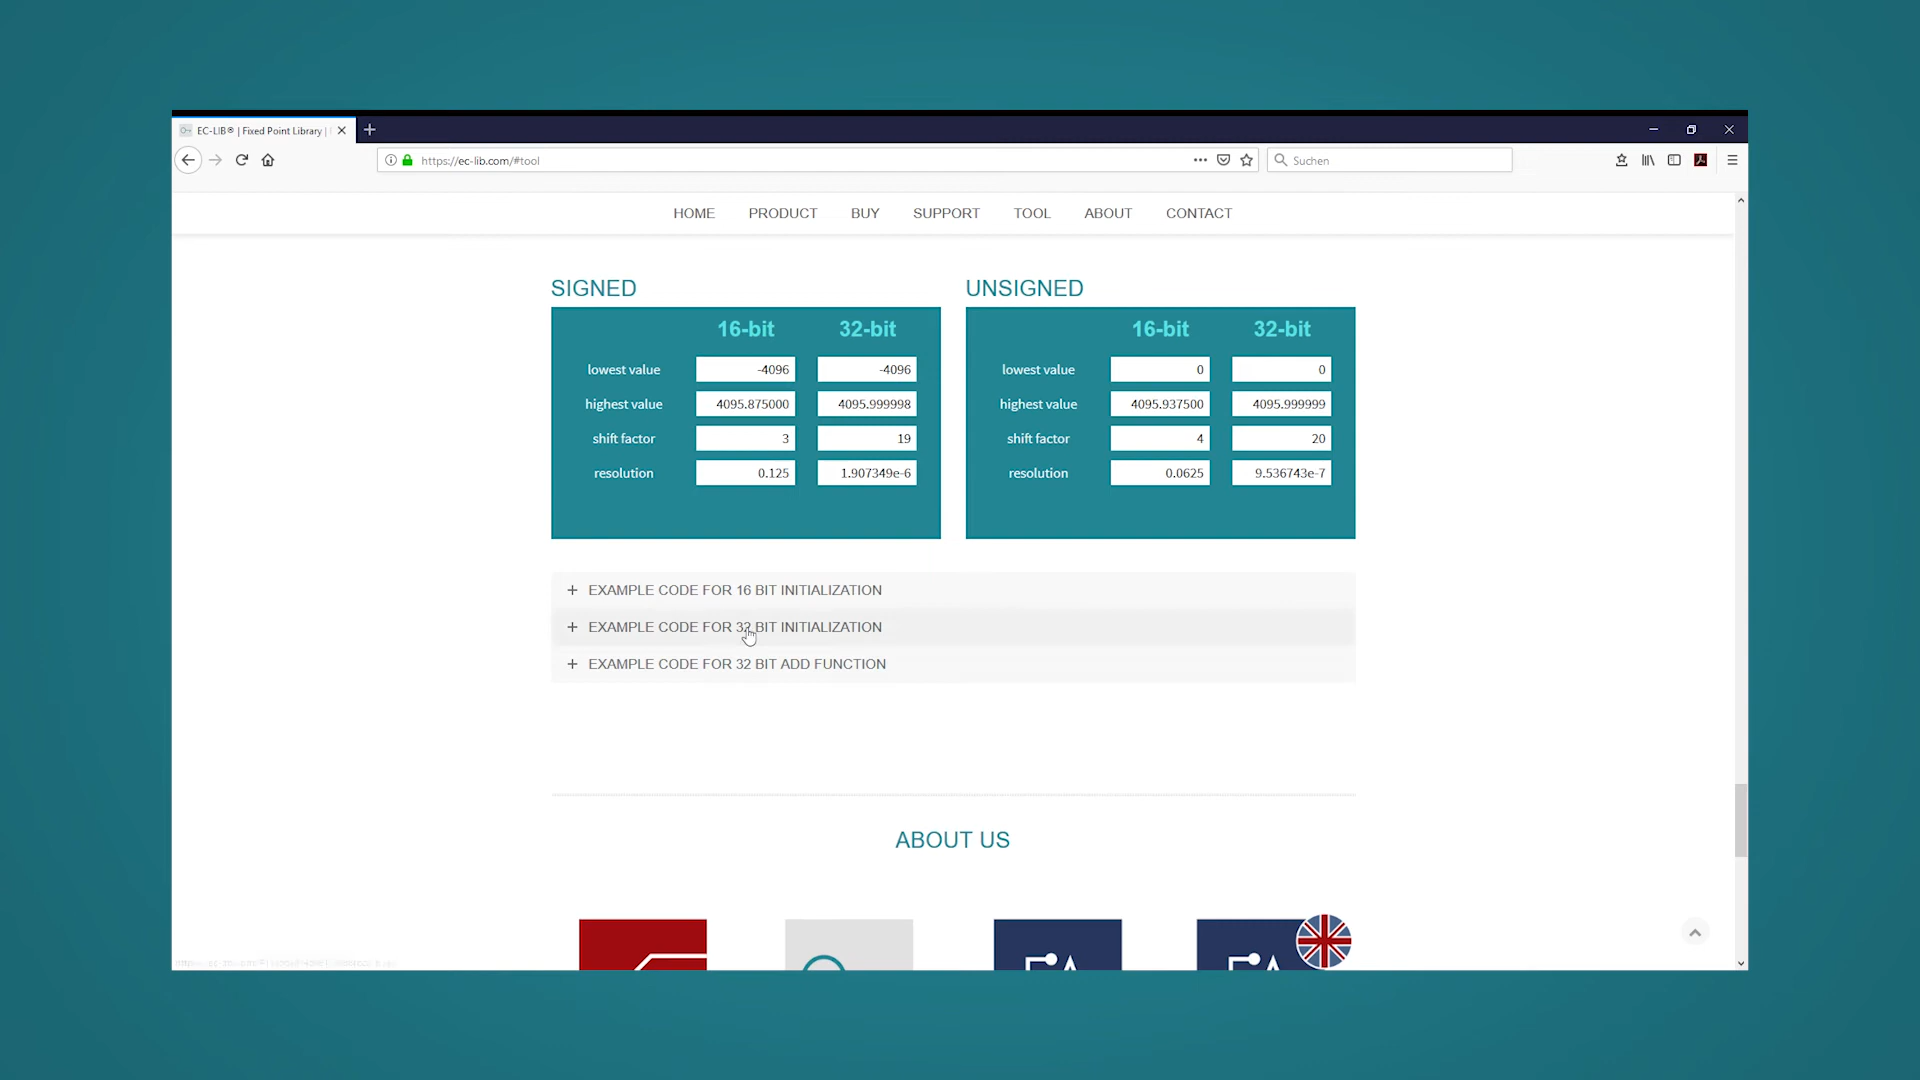 EC-LIB® | Fixed Point Library |
https://ec-lib.com/#tool
Suchen
HOME PRODUCT BUY SUPPORT TOOL ABOUT CONTACT
SIGNED
16-bit 32-bit
lowest value -4096 -4096
highest value 4095.875000 4095.999998
shift factor 3 19
resolution 0.125 1.907349e-6
UNSIGNED
16-bit 32-bit
lowest value 0 0
highest value 4095.937500 4095.999999
shift factor 4 20
resolution 0.0625 9.536743e-7
+ EXAMPLE CODE FOR 16 BIT INITIALIZATION
+ EXAMPLE CODE FOR 32 BIT INITIALIZATION
+ EXAMPLE CODE FOR 32 BIT ADD FUNCTION
ABOUT US